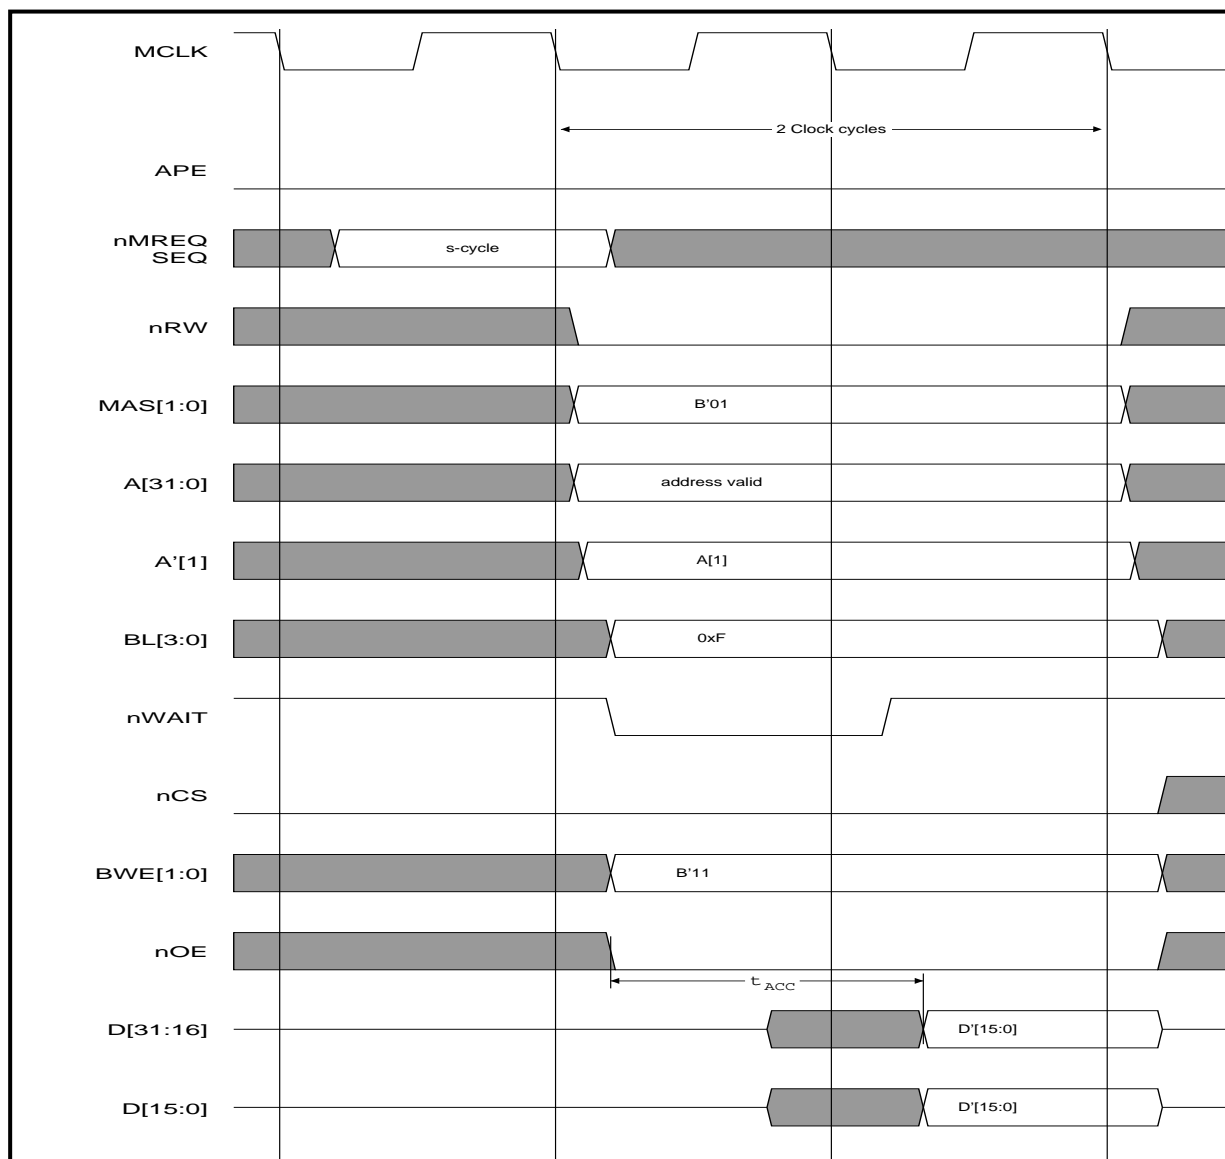 MCLK
2 Clock cycles
APE
nMREQ
SEQ
s-cycle
nRW
MAS[1:0]
B'01
A[31:0]
address valid
A'[1]
A[1]
BL[3:0]
0xF
nWAIT
nCS
BWE[1:0]
B'11
nOE
tACC
D[31:16]
D'[15:0]
D[15:0]
D'[15:0]